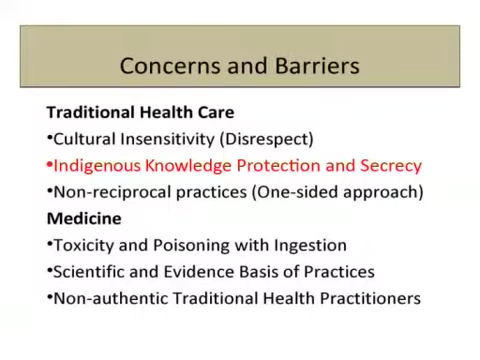 Concerns and Barriers
Traditional Health Care
•Cultural Insensitivity (Disrespect)
•Indigenous Knowledge Protection and Secrecy
•Non-reciprocal practices (One-sided approach)
Medicine
•Toxicity and Poisoning with Ingestion
•Scientific and Evidence Basis of Practices
•Non-authentic Traditional Health Practitioners